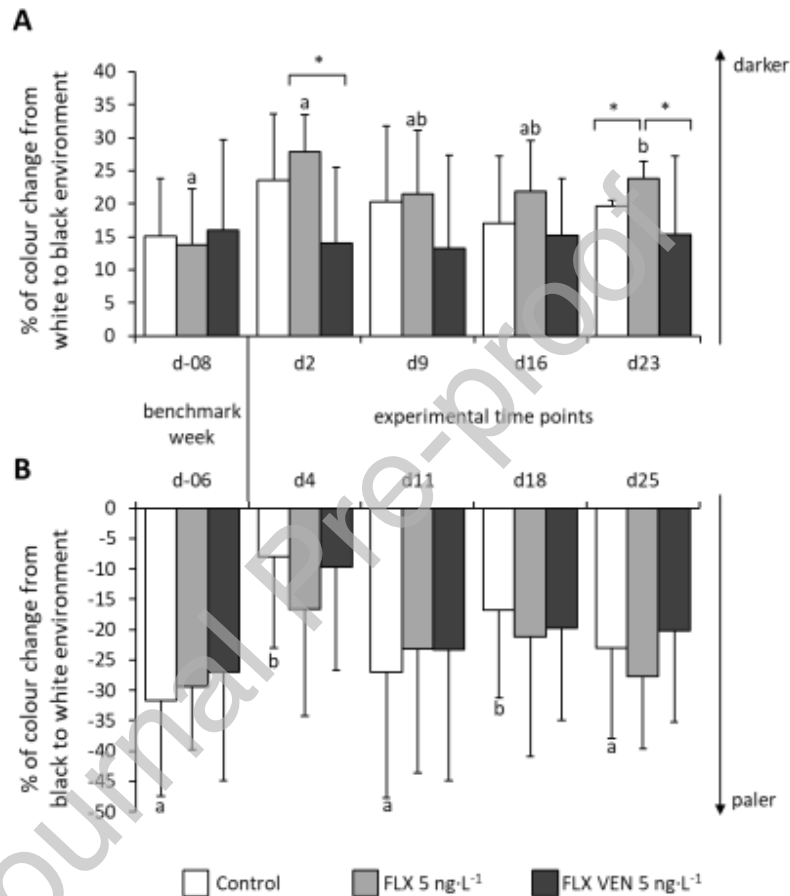 A
% of colour change from
white to black environment
40
35
30
25
20
15
10
5
0
darker
a
*
a
ab
ab
*
*
b
d-08
d2
d9
d16
d23
benchmark
week
experimental time points
B
d-06
d4
d11
d18
d25
% of colour change from
black to white environment
0
-5
-10
-15
-20
-25
-30
-35
-40
-45
-50
b
b
a
a
a
paler
Control
FLX 5 ng·L⁻¹
FLX VEN 5 ng·L⁻¹
Journal Pre-proof